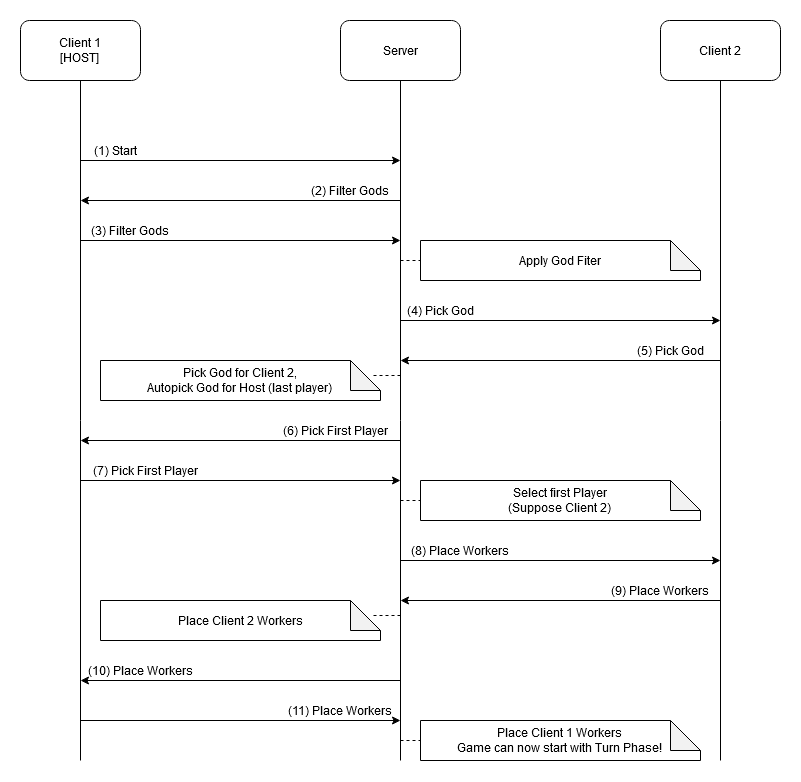 Client 1
[HOST]
Server
Client 2
(1) Start
(2) Filter Gods
(3) Filter Gods
Apply God Fiter
(4) Pick God
(5) Pick God
Pick God for Client 2,
Autopick God for Host (last player)
(6) Pick First Player
(7) Pick First Player
Select first Player
(Suppose Client 2)
(8) Place Workers
(9) Place Workers
Place Client 2 Workers
(10) Place Workers
(11) Place Workers
Place Client 1 Workers
Game can now start with Turn Phase!